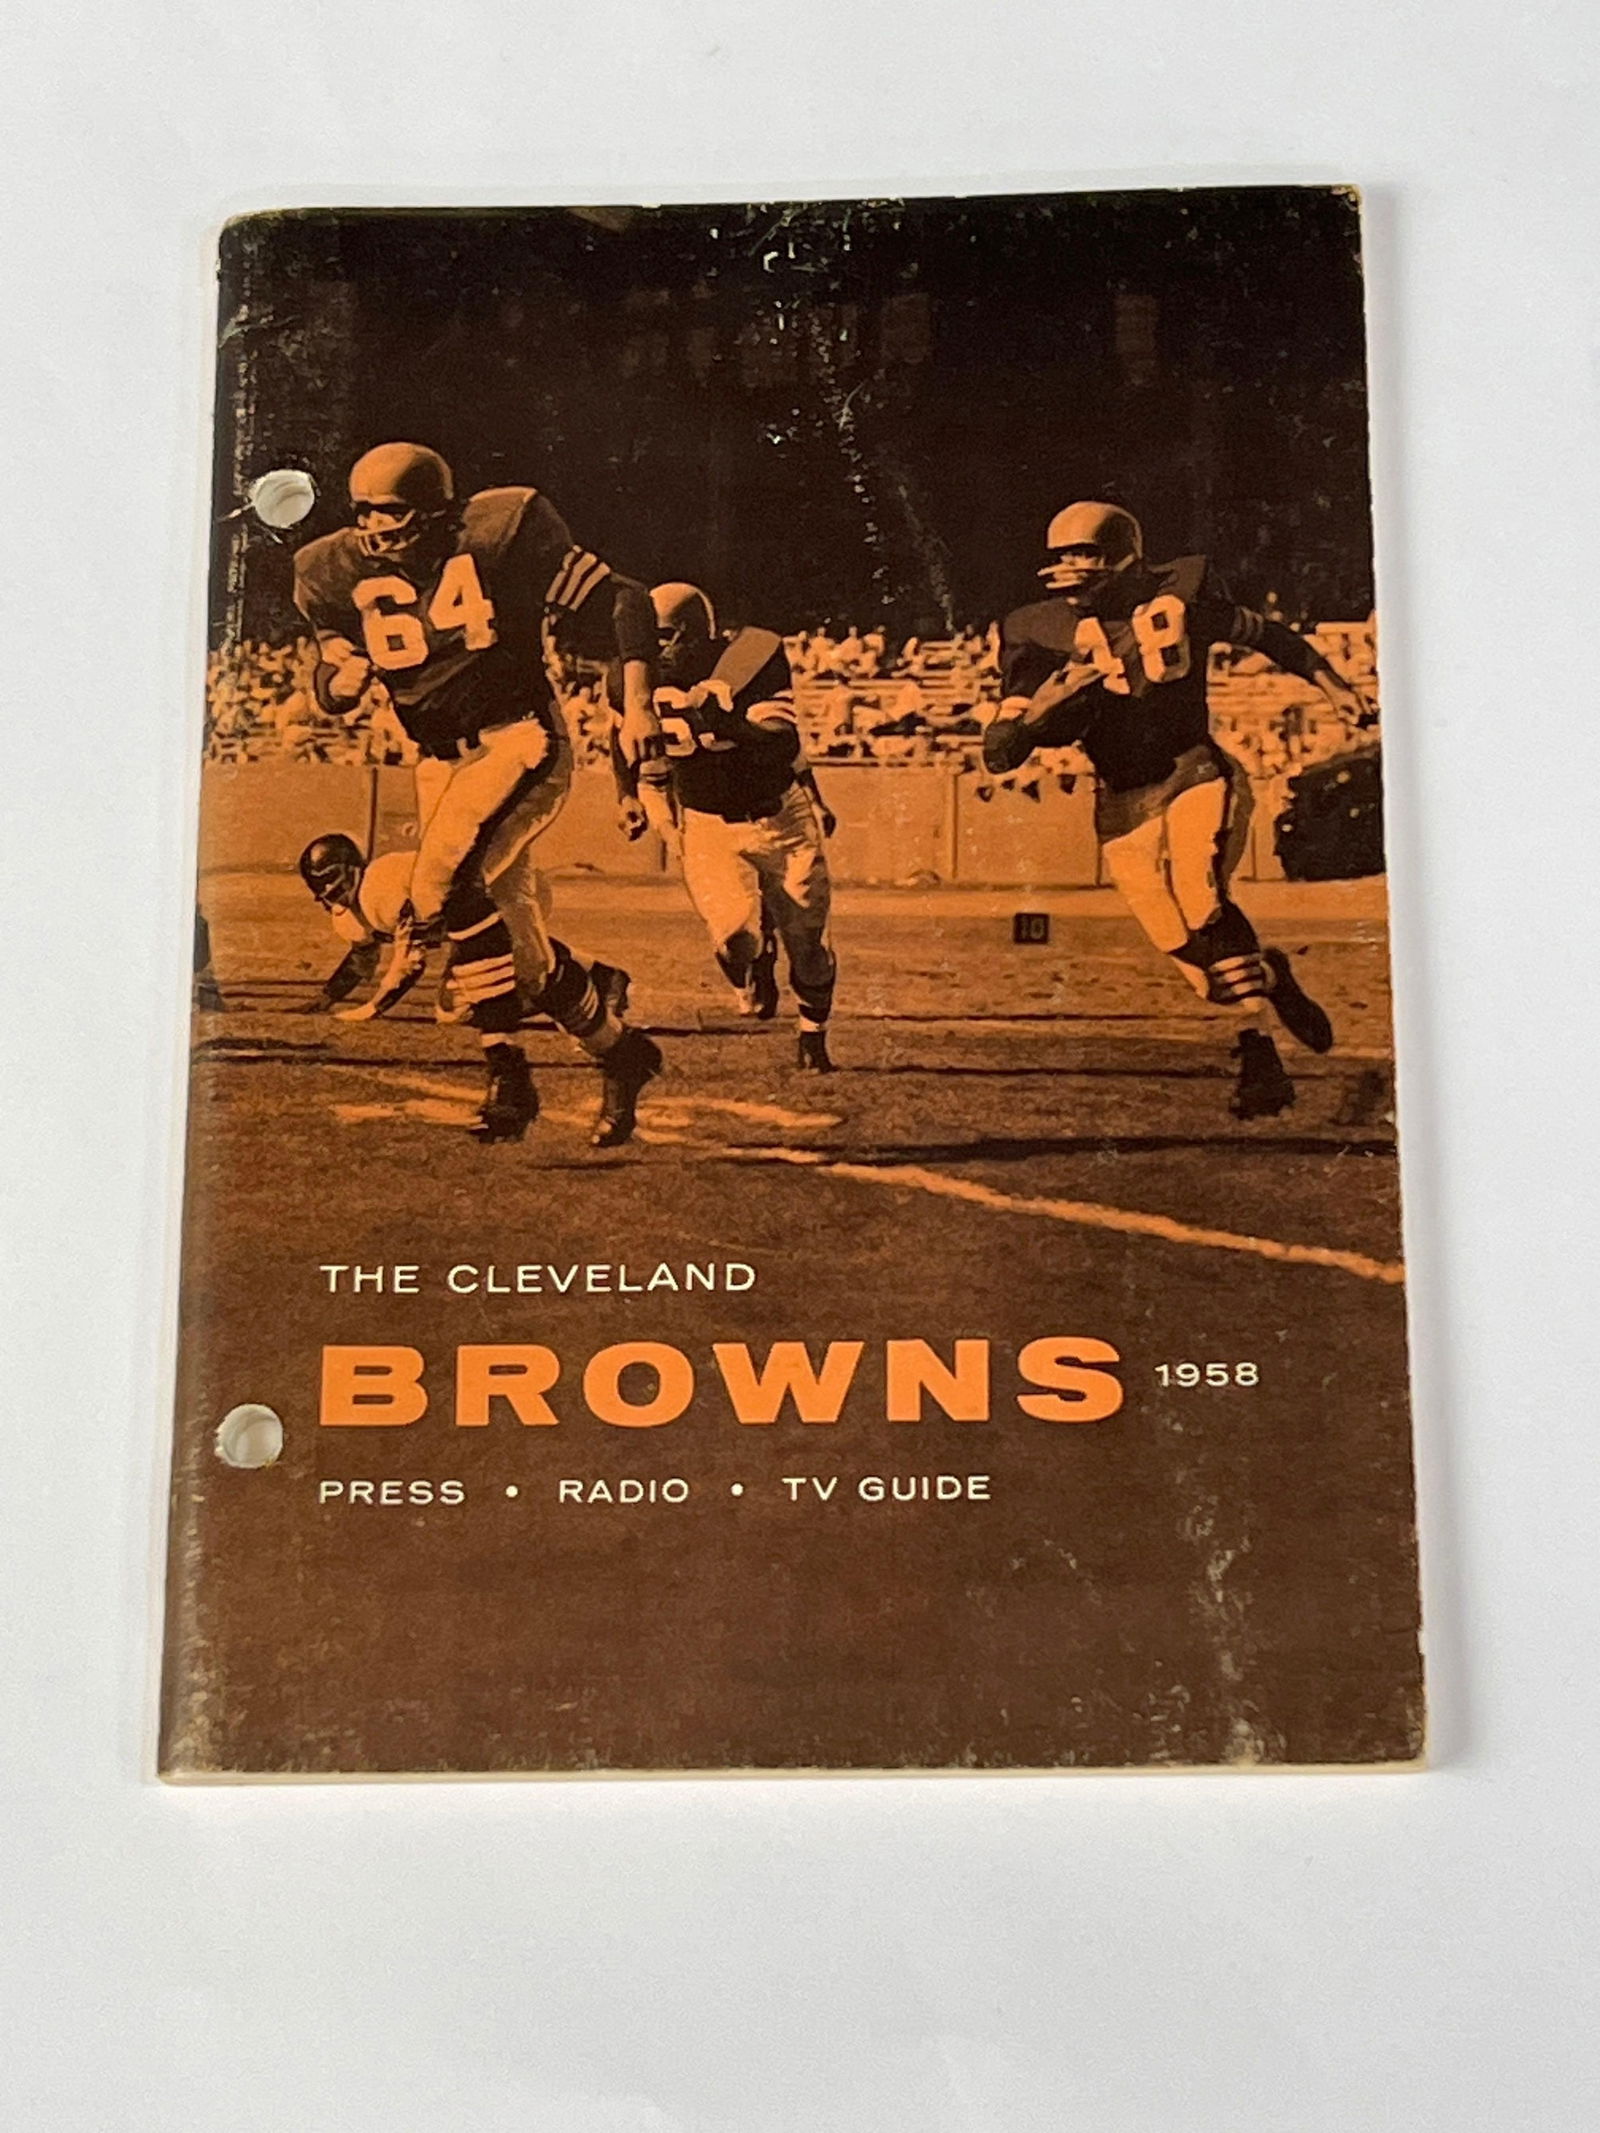 64
48
10
THE CLEVELAND
BROWNS 1958
PRESS • RADIO • TV GUIDE